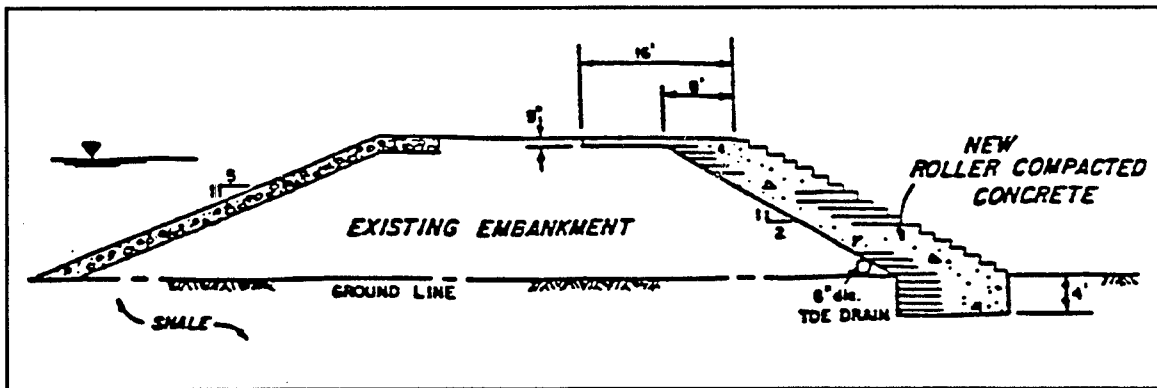 16'
8'
9"
NEW
ROLLER COMPACTED
CONCRETE
1
5
EXISTING EMBANKMENT
1
2
GROUND LINE
6" dia.
TOE DRAIN
4'
SHALE